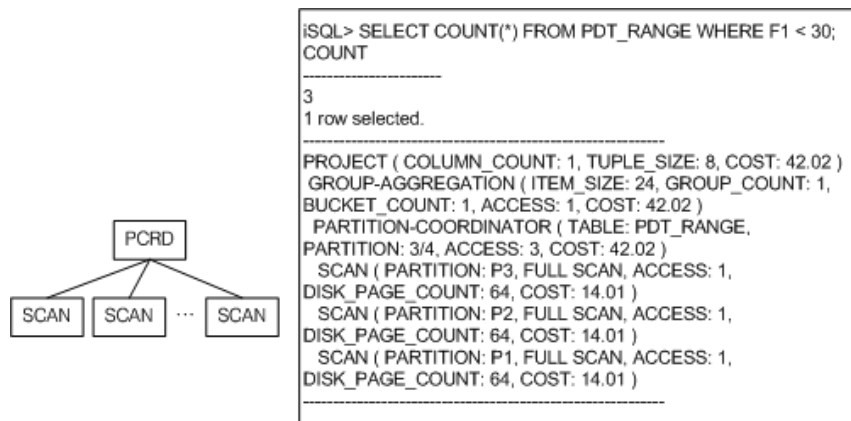 PCRD
SCAN
SCAN
...
SCAN
iSQL> SELECT COUNT(*) FROM PDT_RANGE WHERE F1 < 30;
COUNT
-----------------------
3
1 row selected.
------------------------------------------------------------
PROJECT ( COLUMN_COUNT: 1, TUPLE_SIZE: 8, COST: 42.02 )
GROUP-AGGREGATION ( ITEM_SIZE: 24, GROUP_COUNT: 1,
BUCKET_COUNT: 1, ACCESS: 1, COST: 42.02 )
PARTITION-COORDINATOR ( TABLE: PDT_RANGE,
PARTITION: 3/4, ACCESS: 3, COST: 42.02 )
SCAN ( PARTITION: P3, FULL SCAN, ACCESS: 1,
DISK_PAGE_COUNT: 64, COST: 14.01 )
SCAN ( PARTITION: P2, FULL SCAN, ACCESS: 1,
DISK_PAGE_COUNT: 64, COST: 14.01 )
SCAN ( PARTITION: P1, FULL SCAN, ACCESS: 1,
DISK_PAGE_COUNT: 64, COST: 14.01 )
------------------------------------------------------------